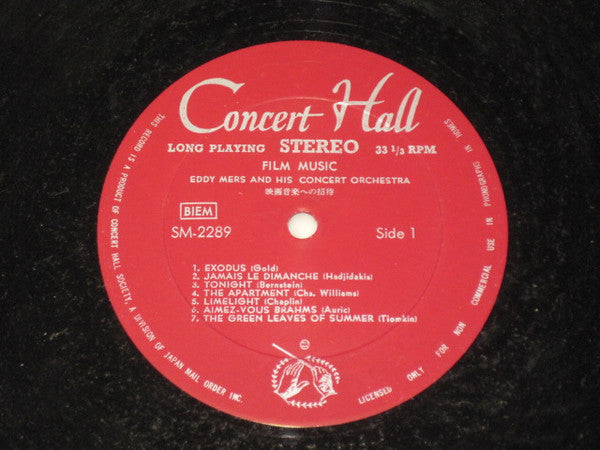 Concert Hall
LONG PLAYING STEREO 33 1/3 RPM
FILM MUSIC
EDDY MERS AND HIS CONCERT ORCHESTRA
映画音楽への招待
BIEM
SM-2289
Side 1
1. EXODUS (Gold)
2. JAMAIS LE DIMANCHE (Hadjidakis)
3. TONIGHT (Bernstein)
4. THE APARTMENT (Chs. Williams)
5. LIMELIGHT (Chaplin)
6. AIMEZ-VOUS BRAHMS (Auric)
7. THE GREEN LEAVES OF SUMMER (Tiomkin)
℗
THIS RECORD IS A PRODUCT OF CONCERT HALL SOCIETY, A DIVISION OF JAPAN MAIL ORDER INC.
LICENSED ONLY FOR NON COMMERCIAL USE IN PHONOGRAPHS IN HOMES